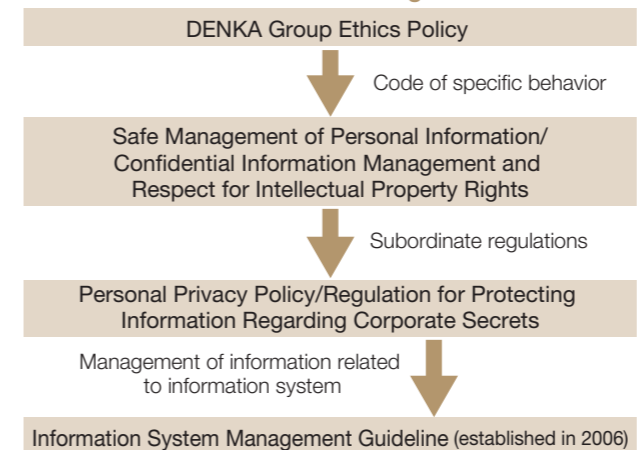 DENKA Group Ethics Policy
Code of specific behavior
Safe Management of Personal Information/
Confidential Information Management and
Respect for Intellectual Property Rights
Subordinate regulations
Personal Privacy Policy/Regulation for Protecting
Information Regarding Corporate Secrets
Management of information related
to information system
Information System Management Guideline (established in 2006)